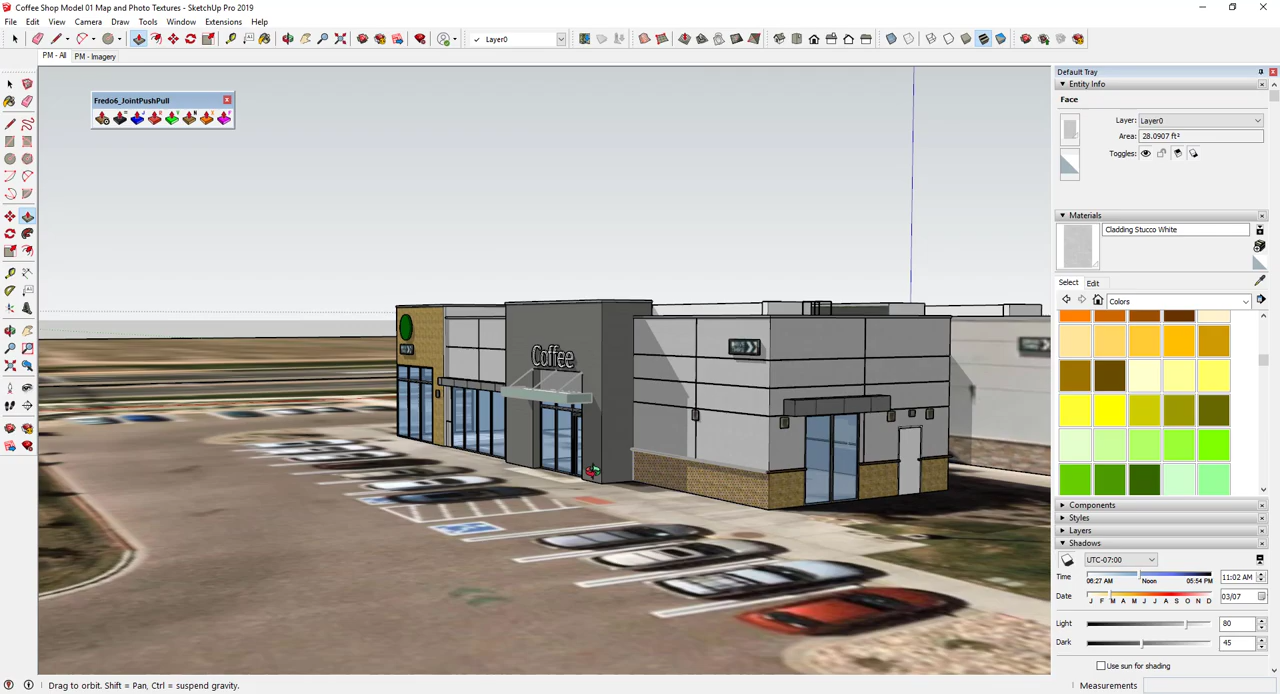 Coffee Shop Model 01 Map and Photo Textures - SketchUp Pro 2019
File Edit View Camera Draw Tools Window Extensions Help
Layer0
PM - All PM - Imagery
Fredo6_JointPushPull
Coffee
Default Tray
Entity Info
Face
Layer: Layer0
Area: 28.0907 ft²
Toggles:
Materials
Cladding Stucco White
Select Edit
Colors
Components
Styles
Layers
Shadows
UTC-07:00
Time 06:27 AM Noon 05:54 PM 11:02 AM
Date J F M A M J J A S O N D 03/07
Light 80
Dark 45
Use sun for shading
Drag to orbit. Shift = Pan, Ctrl = suspend gravity.
Measurements